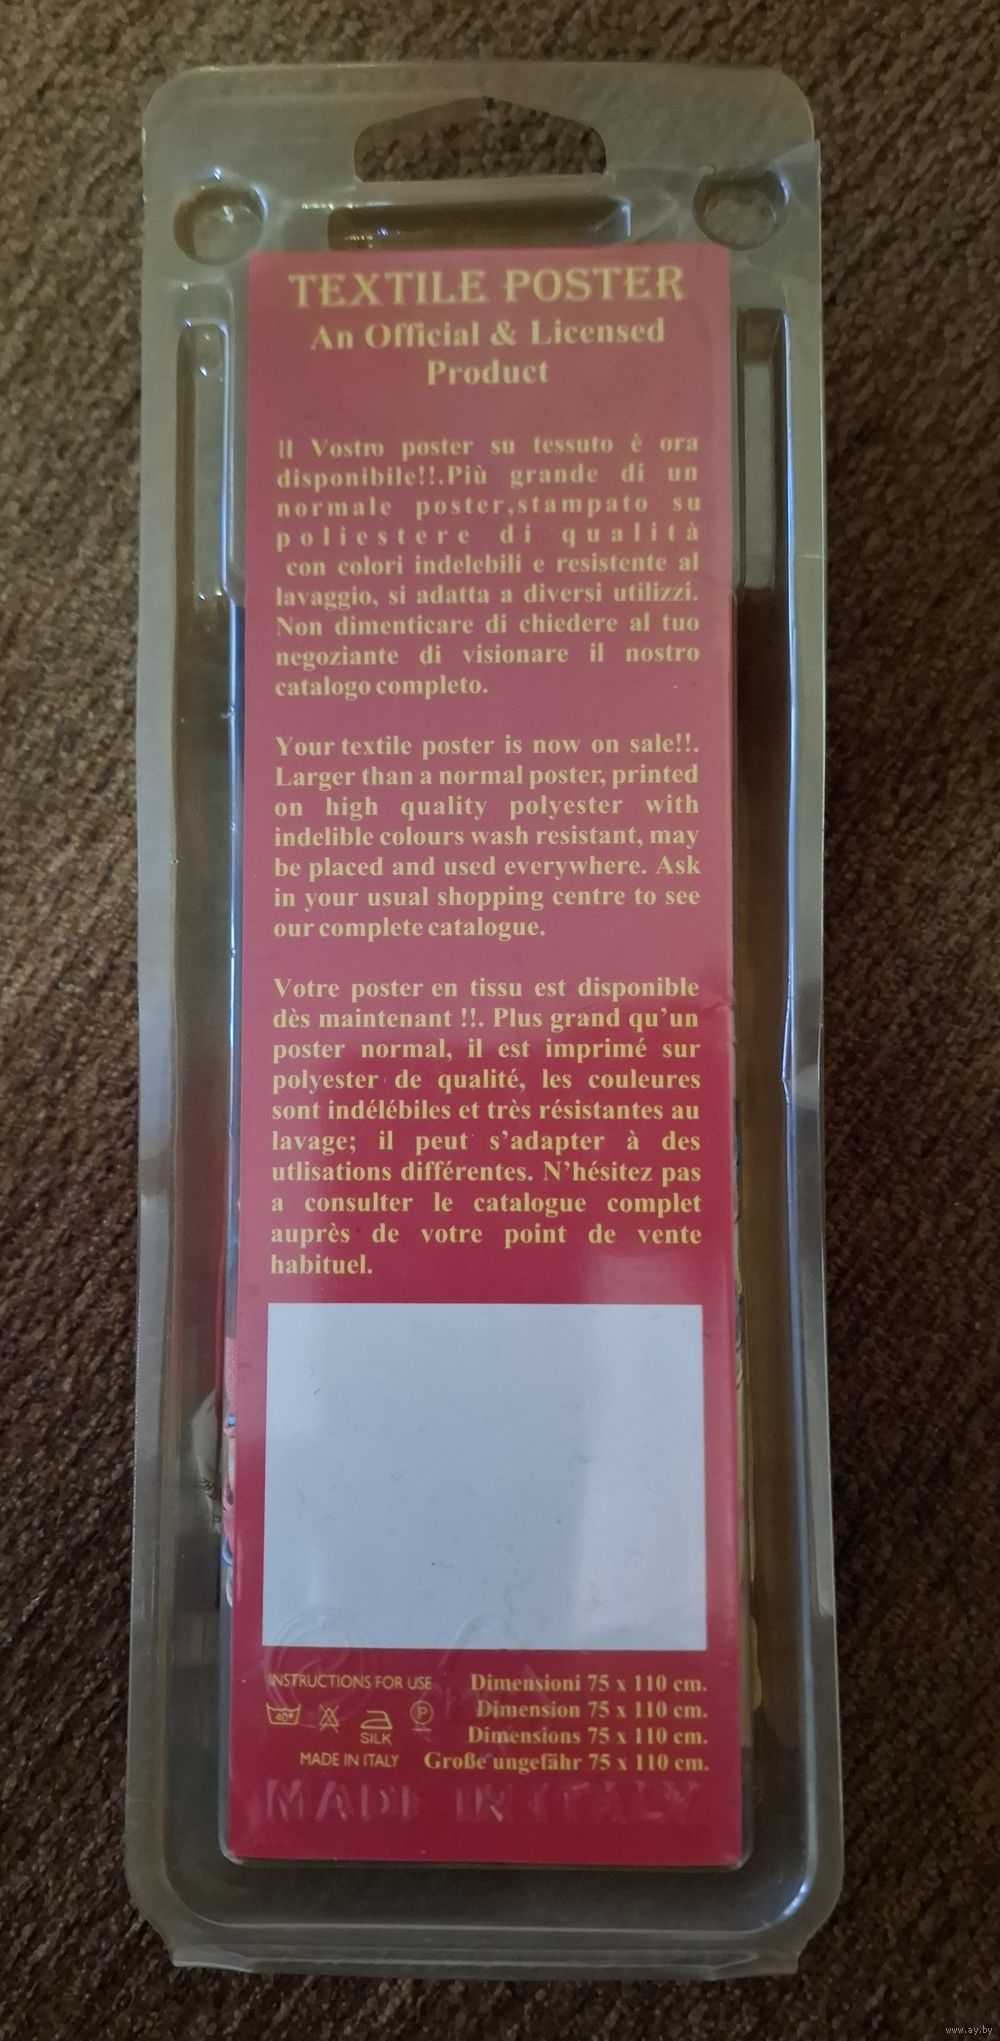 TEXTILE POSTER
An Official & Licensed
Product
Il Vostro poster su tessuto è ora
disponibile!!.Più grande di un
normale poster,stampato su
poliestere di qualità
con colori indelebili e resistente al
lavaggio, si adatta a diversi utilizzi.
Non dimenticare di chiedere al tuo
negoziante di visionare il nostro
catalogo completo.
Your textile poster is now on sale!!.
Larger than a normal poster, printed
on high quality polyester with
indelible colours wash resistant, may
be placed and used everywhere. Ask
in your usual shopping centre to see
our complete catalogue.
Votre poster en tissu est disponible
dès maintenant !!. Plus grand qu’un
poster normal, il est imprimé sur
polyester de qualité, les couleures
sont indélébiles et très résistantes au
lavage; il peut s’adapter à des
utlisations différentes. N’hésitez pas
a consulter le catalogue complet
auprès de votre point de vente
habituel.
INSTRUCTIONS FOR USE
40°
P
SILK
MADE IN ITALY
Dimensioni 75 x 110 cm.
Dimension 75 x 110 cm.
Dimensions 75 x 110 cm.
Große ungefähr 75 x 110 cm.
MADE IN ITALY
www.ay.by